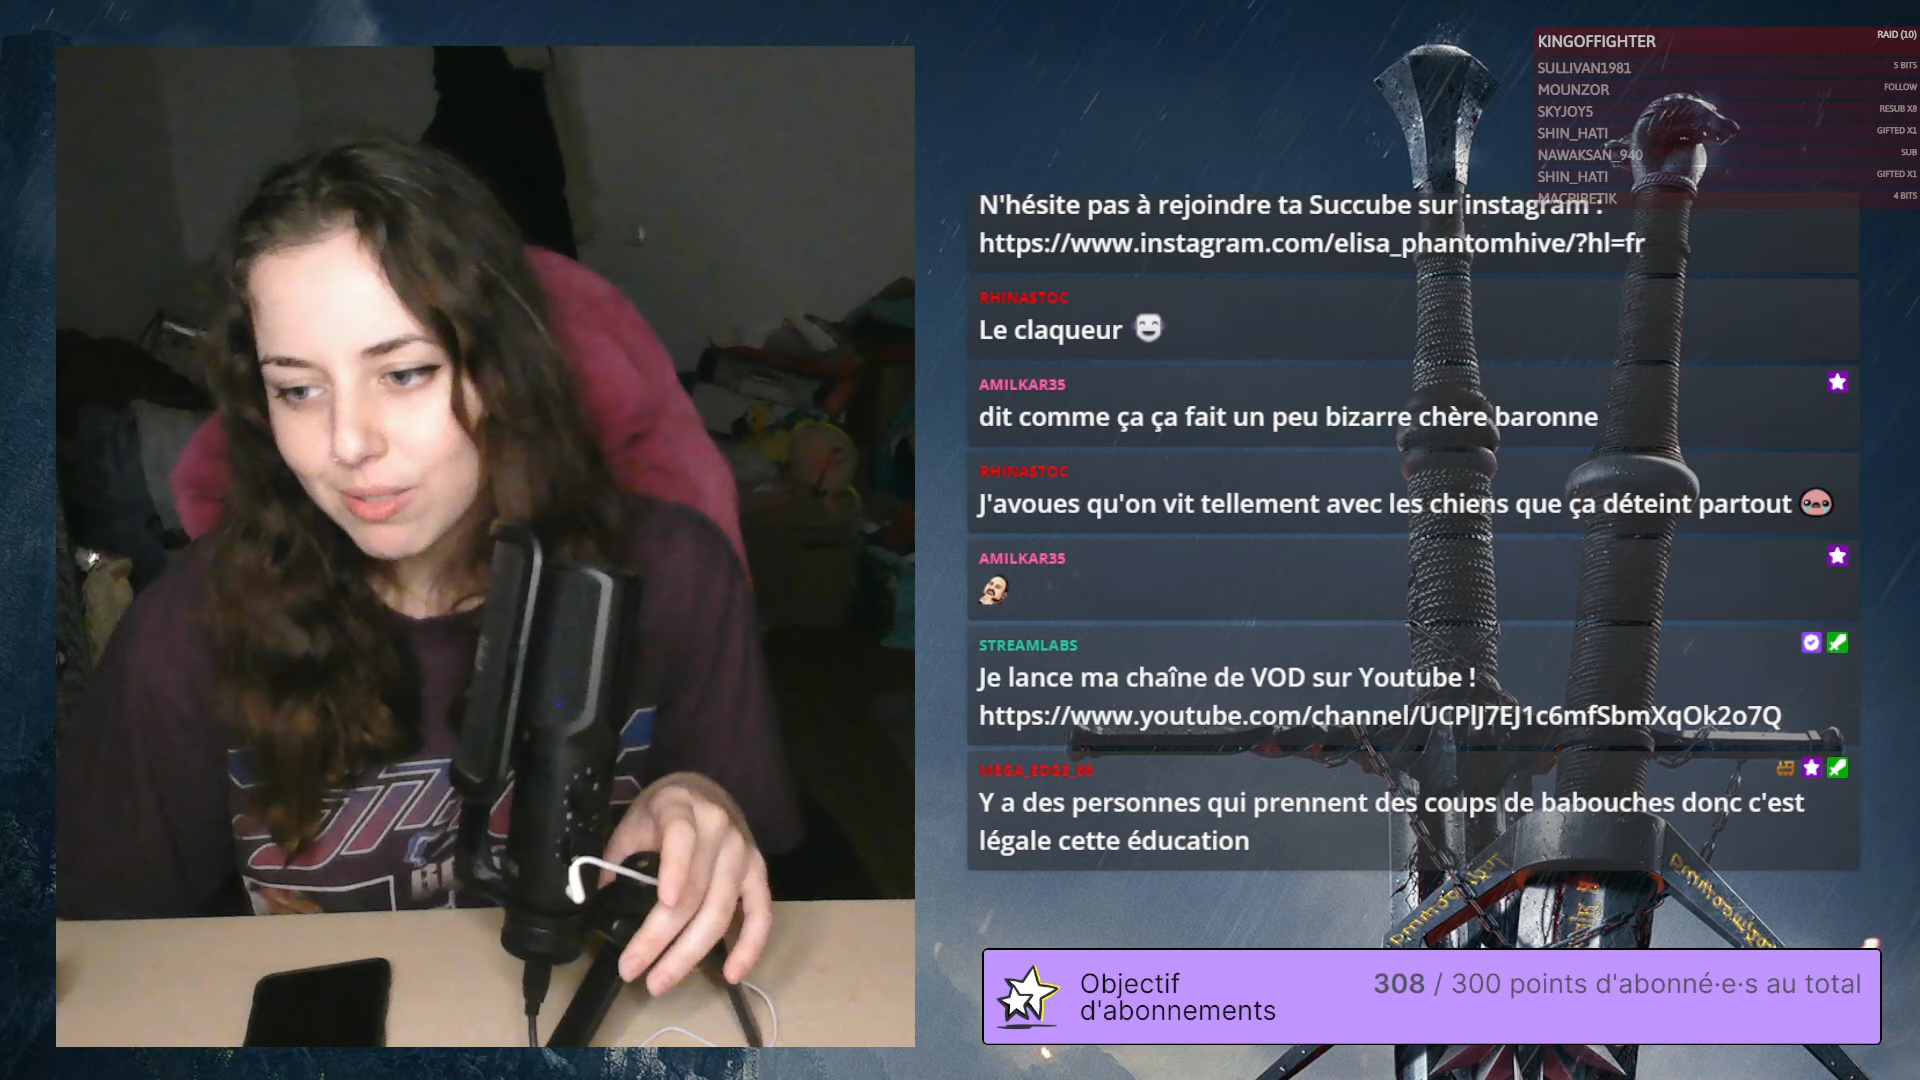 KINGOFFIGHTER RAID (10)
SULLIVAN1981 5 BITS
MOUNZOR FOLLOW
SKYJOY5 RESUB X8
SHIN_HATI GIFTED X1
NAWAKSAN_940 SUB
SHIN_HATI GIFTED X1
MACPIRETIK 4 BITS
N'hésite pas à rejoindre ta Succube sur instagram :
https://www.instagram.com/elisa_phantomhive/?hl=fr
RHINASTOC
Le claqueur
AMILKAR35
dit comme ça ça fait un peu bizarre chère baronne
RHINASTOC
J'avoues qu'on vit tellement avec les chiens que ça déteint partout
AMILKAR35
STREAMLABS
Je lance ma chaîne de VOD sur Youtube !
https://www.youtube.com/channel/UCPlJ7EJ1c6mfSbmXqOk2o7Q
MEGA_EDGE_88
Y a des personnes qui prennent des coups de babouches donc c'est
légale cette éducation
Objectif
d'abonnements
308 / 300 points d'abonné·e·s au total